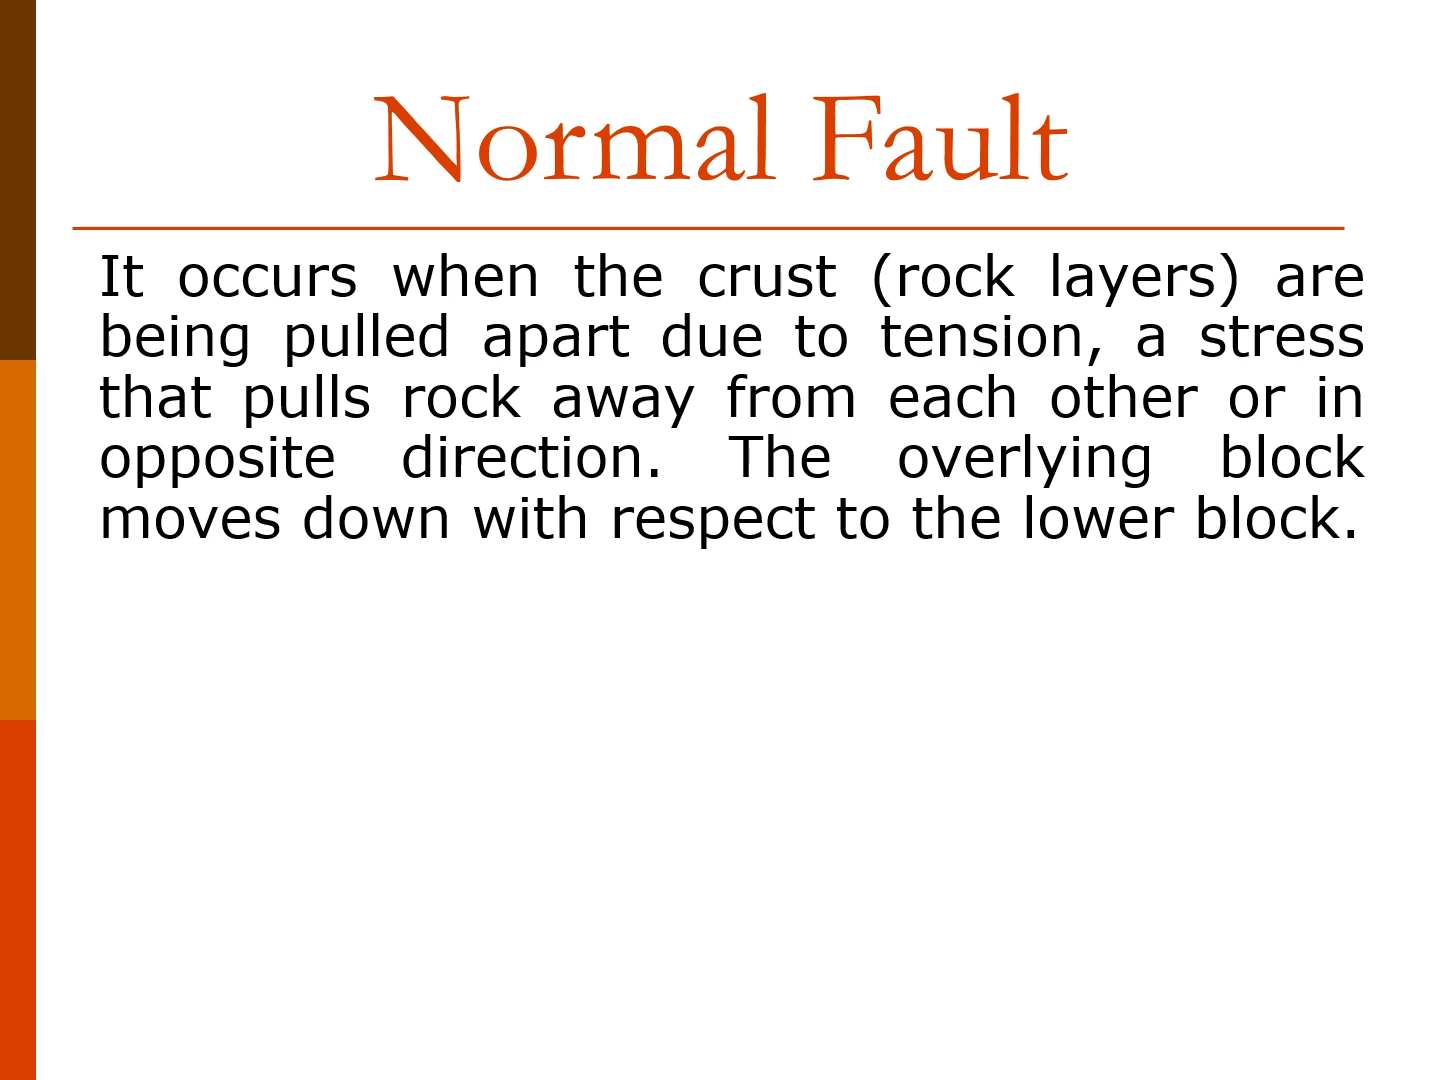 Normal Fault
It occurs when the crust (rock layers) are
being pulled apart due to tension, a stress
that pulls rock away from each other or in
opposite direction. The overlying block
moves down with respect to the lower block.